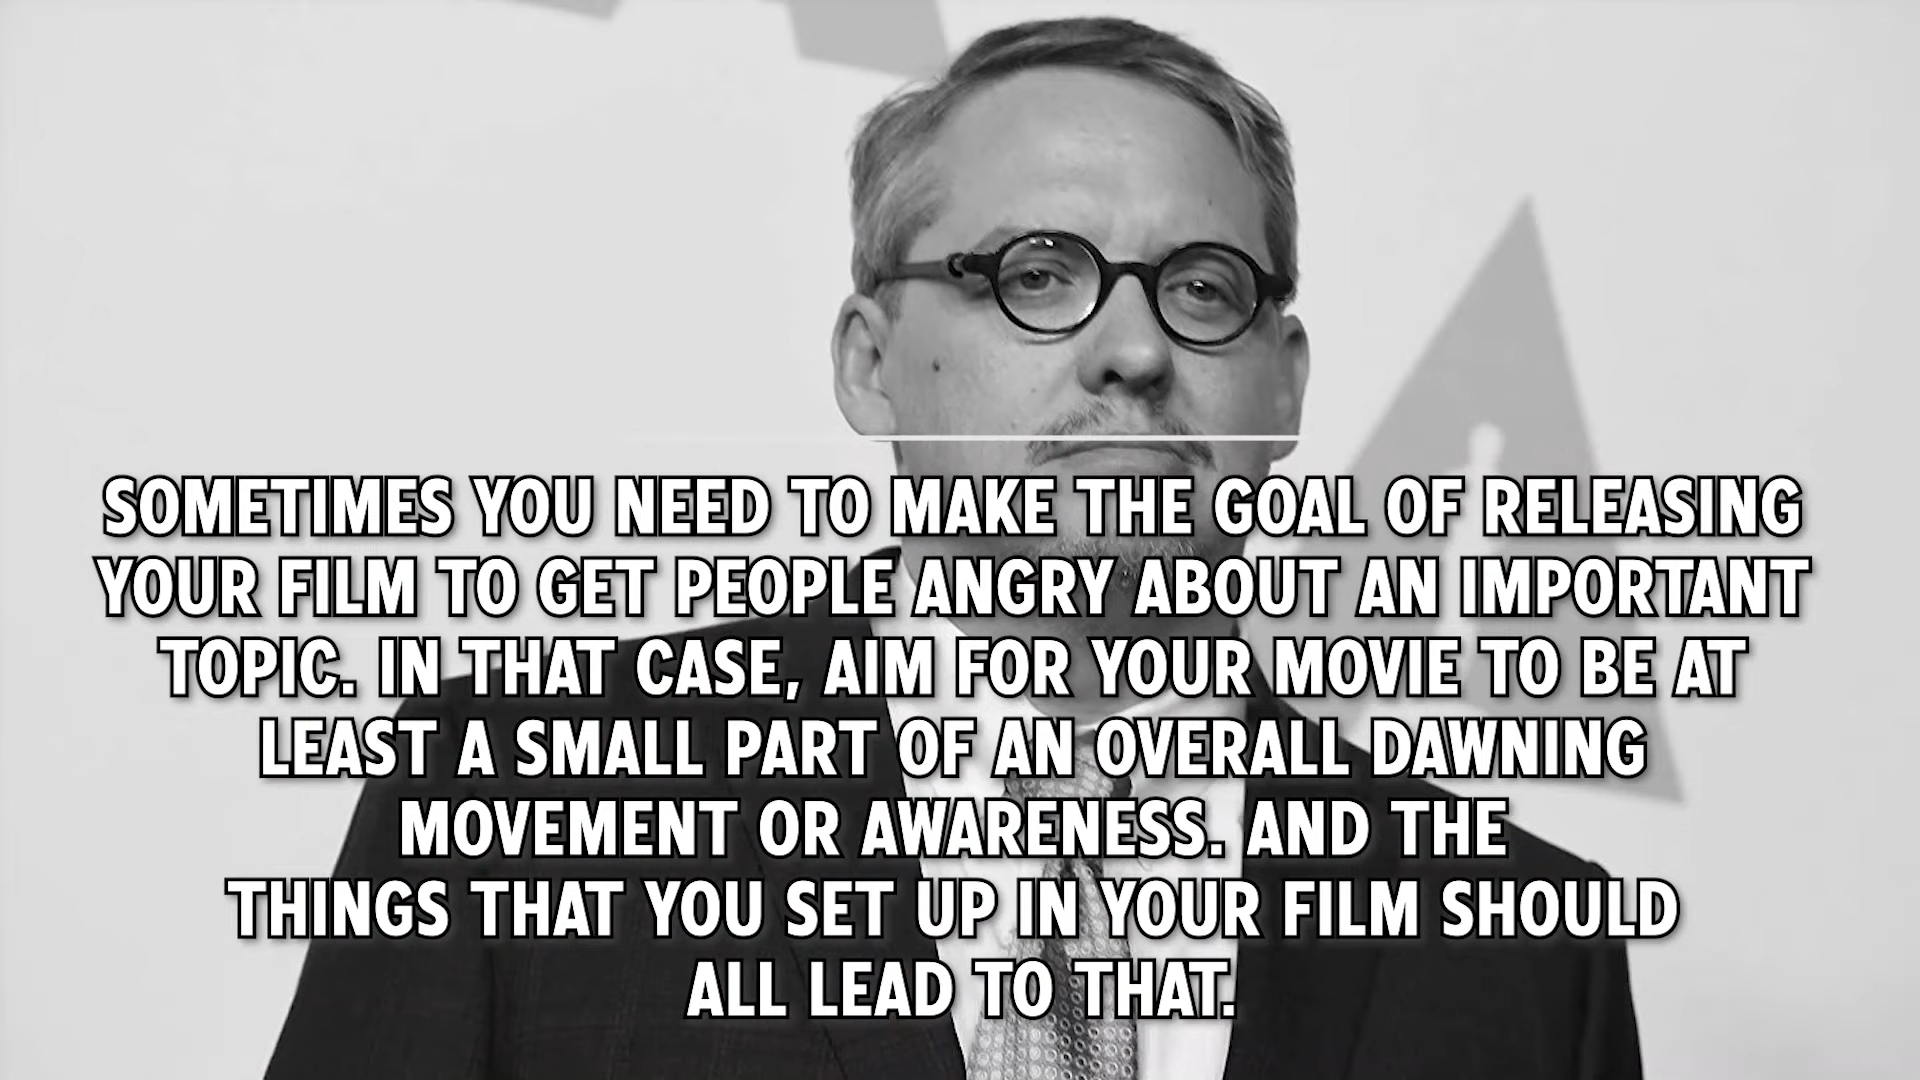 SOMETIMES YOU NEED TO MAKE THE GOAL OF RELEASING
YOUR FILM TO GET PEOPLE ANGRY ABOUT AN IMPORTANT
TOPIC. IN THAT CASE, AIM FOR YOUR MOVIE TO BE AT
LEAST A SMALL PART OF AN OVERALL DAWNING
MOVEMENT OR AWARENESS. AND THE
THINGS THAT YOU SET UP IN YOUR FILM SHOULD
ALL LEAD TO THAT.